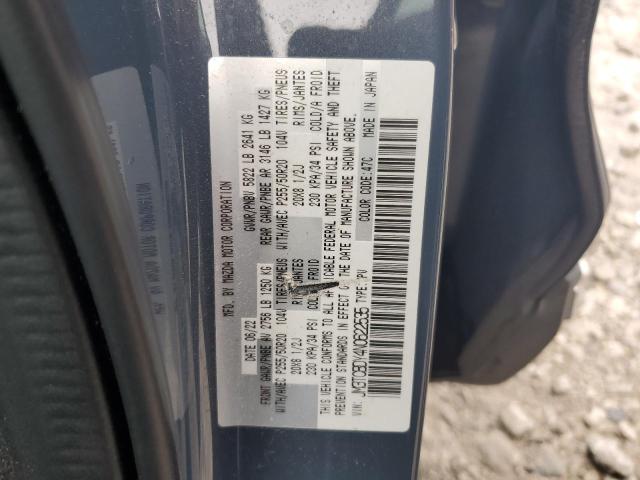 MFD. BY MAZDA MOTOR CORPORATION
DATE 06/22 GVWR/PNBV 5822 LB 2641 KG
FRONT GAWR/PNBE AV 2756 LB 1250 KG REAR GAWR/PNBE AR 3146 LB 1427 KG
WITH/AVEC P255/50R20 104V TIRES/PNEUS WITH/AVEC P255/50R20 104V TIRES/PNEUS
20X8 1/2J RIMS/JANTES 20X8 1/2J RIMS/JANTES
230 KPA/34 PSI COLD/A FROID 230 KPA/34 PSI COLD/A FROID
THIS VEHICLE CONFORMS TO ALL APPLICABLE FEDERAL MOTOR VEHICLE SAFETY AND THEFT
PREVENTION STANDARDS IN EFFECT ON THE DATE OF MANUFACTURE SHOWN ABOVE.
VIN: JM3TCBDY4N0622635 TYPE: PV COLOR CODE: 47C MADE IN JAPAN